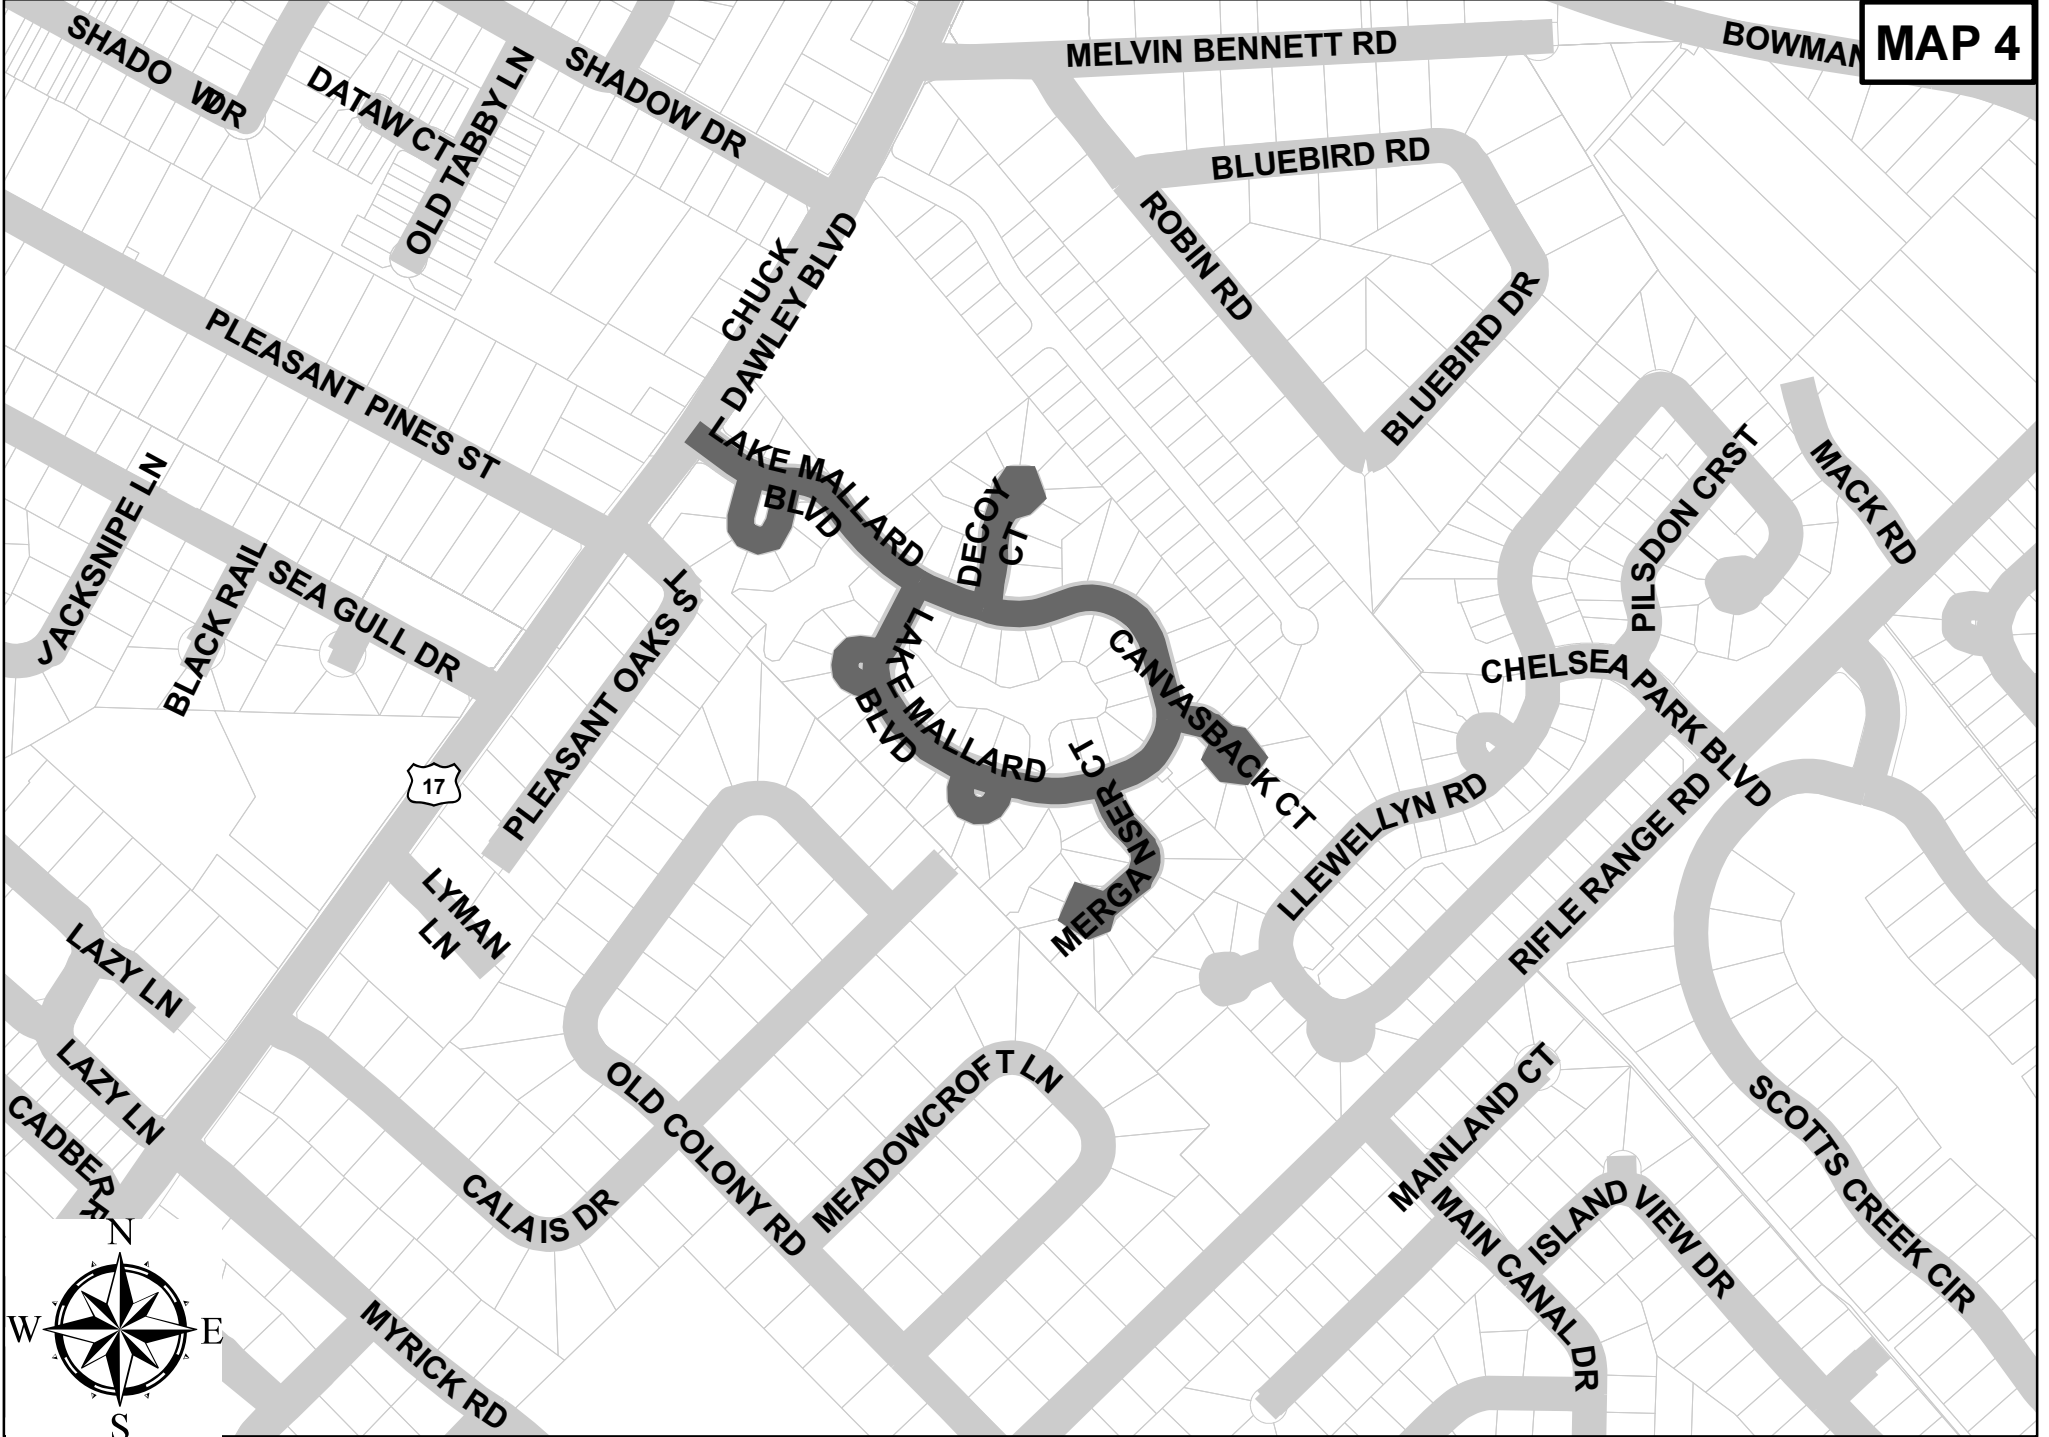 MAP 4
BOWMAN
MELVIN BENNETT RD
SHADO W DR
SHADOW DR
DATAW CT
OLD TABBY LN
BLUEBIRD RD
ROBIN RD
CHUCK
DAWLEY BLVD
BLUEBIRD DR
PLEASANT PINES ST
LAKE MALLARD
BLVD
DECOY
CT
PILSDON CRST
MACK RD
JACKSNIPE LN
BLACK RAIL
SEA GULL DR
PLEASANT OAKS ST
LAKE MALLARD
BLVD
CANVASBACK CT
MERGANSER CT
CHELSEA PARK BLVD
LLEWELLYN RD
RIFLE RANGE RD
17
LYMAN
LN
LAZY LN
LAZY LN
CADBER
R
OLD COLONY RD
MEADOWCROFT LN
CALAIS DR
MAINLAND CT
MAIN CANAL DR
ISLAND VIEW DR
SCOTTS CREEK CIR
MYRICK RD
N
W
E
S